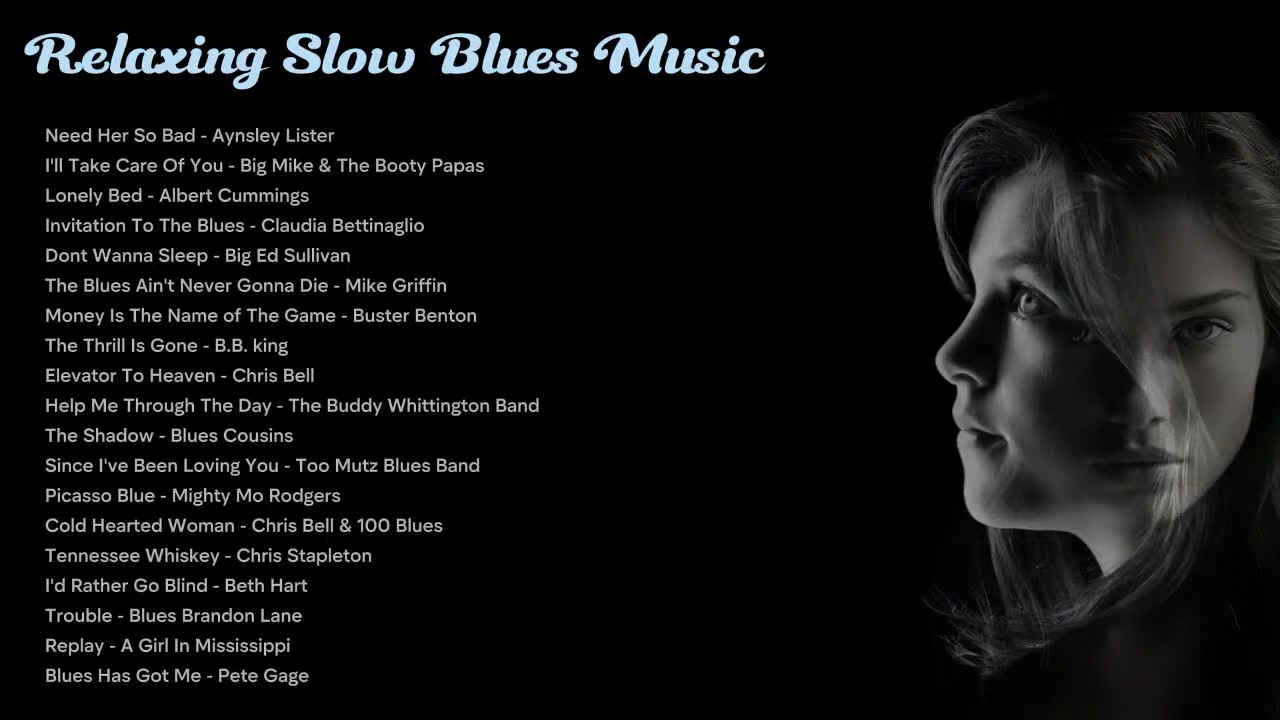 Relaxing Slow Blues Music
Need Her So Bad - Aynsley Lister
I'll Take Care Of You - Big Mike & The Booty Papas
Lonely Bed - Albert Cummings
Invitation To The Blues - Claudia Bettinaglio
Dont Wanna Sleep - Big Ed Sullivan
The Blues Ain't Never Gonna Die - Mike Griffin
Money Is The Name of The Game - Buster Benton
The Thrill Is Gone - B.B. king
Elevator To Heaven - Chris Bell
Help Me Through The Day - The Buddy Whittington Band
The Shadow - Blues Cousins
Since I've Been Loving You - Too Mutz Blues Band
Picasso Blue - Mighty Mo Rodgers
Cold Hearted Woman - Chris Bell & 100 Blues
Tennessee Whiskey - Chris Stapleton
I'd Rather Go Blind - Beth Hart
Trouble - Blues Brandon Lane
Replay - A Girl In Mississippi
Blues Has Got Me - Pete Gage